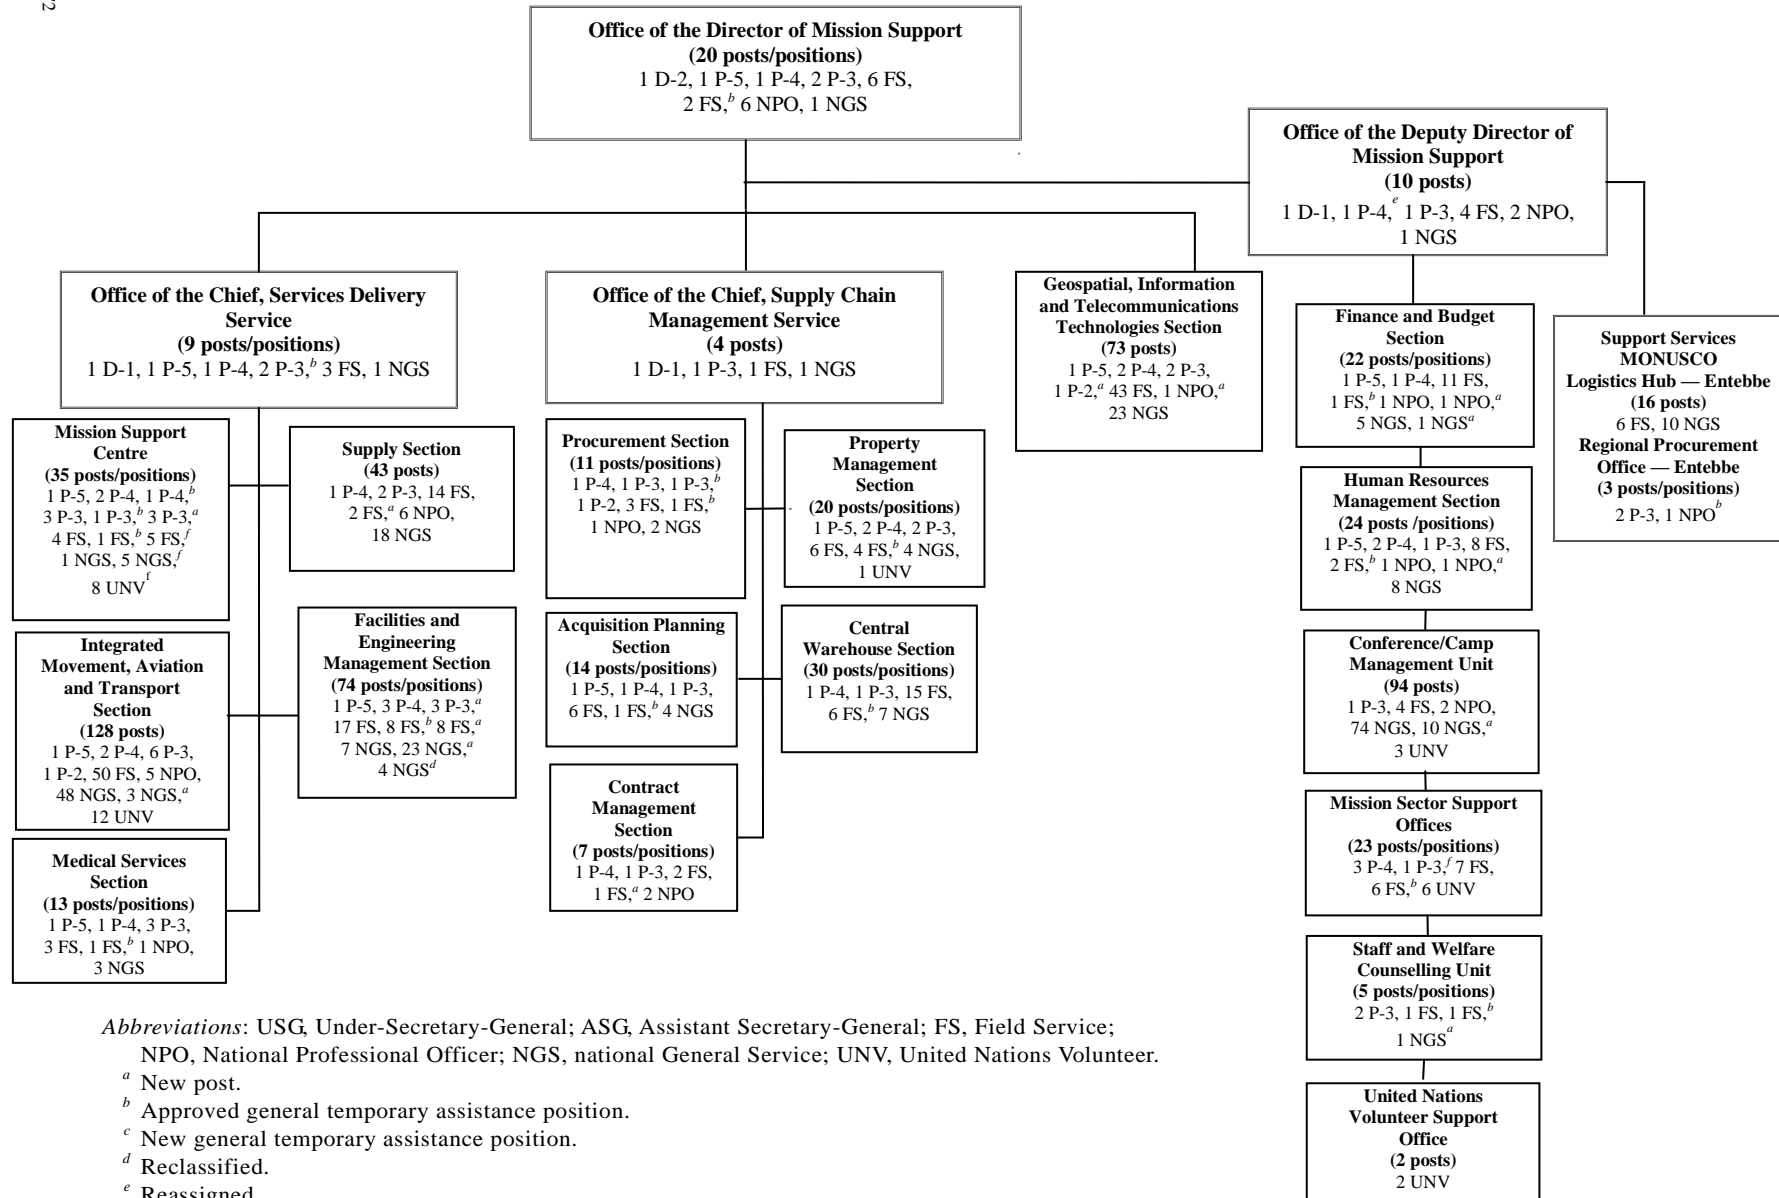 Office of the Director of Mission Support
(20 posts/positions)
1 D-2, 1 P-5, 1 P-4, 2 P-3, 6 FS,
2 FS,b 6 NPO, 1 NGS
Office of the Deputy Director of
Mission Support
(10 posts)
1 D-1, 1 P-4,e 1 P-3, 4 FS, 2 NPO,
1 NGS
Office of the Chief, Services Delivery
Service
(9 posts/positions)
1 D-1, 1 P-5, 1 P-4, 2 P-3,b 3 FS, 1 NGS
Office of the Chief, Supply Chain
Management Service
(4 posts)
1 D-1, 1 P-3, 1 FS, 1 NGS
Geospatial, Information
and Telecommunications
Technologies Section
(73 posts)
1 P-5, 2 P-4, 2 P-3,
1 P-2,a 43 FS, 1 NPO,a
23 NGS
Finance and Budget
Section
(22 posts/positions)
1 P-5, 1 P-4, 11 FS,
1 FS,b 1 NPO, 1 NPO,a
5 NGS, 1 NGSa
Support Services
MONUSCO
Logistics Hub — Entebbe
(16 posts)
6 FS, 10 NGS
Regional Procurement
Office — Entebbe
(3 posts/positions)
2 P-3, 1 NPOb
Mission Support
Centre
(35 posts/positions)
1 P-5, 2 P-4, 1 P-4,b
3 P-3, 1 P-3,b 3 P-3,a
4 FS, 1 FS,b 5 FS,f
1 NGS, 5 NGS,f
8 UNVf
Supply Section
(43 posts)
1 P-4, 2 P-3, 14 FS,
2 FS,a 6 NPO,
18 NGS
Procurement Section
(11 posts/positions)
1 P-4, 1 P-3, 1 P-3,b
1 P-2, 3 FS, 1 FS,b
1 NPO, 2 NGS
Property
Management
Section
(20 posts/positions)
1 P-5, 2 P-4, 2 P-3,
6 FS, 4 FS,b 4 NGS,
1 UNV
Human Resources
Management Section
(24 posts /positions)
1 P-5, 2 P-4, 1 P-3, 8 FS,
2 FS,b 1 NPO, 1 NPO,a
8 NGS
Integrated
Movement, Aviation
and Transport
Section
(128 posts)
1 P-5, 2 P-4, 6 P-3,
1 P-2, 50 FS, 5 NPO,
48 NGS, 3 NGS,a
12 UNV
Facilities and
Engineering
Management Section
(74 posts/positions)
1 P-5, 3 P-4, 3 P-3,a
17 FS, 8 FS,b 8 FS,a
7 NGS, 23 NGS,a
4 NGSd
Acquisition Planning
Section
(14 posts/positions)
1 P-5, 1 P-4, 1 P-3,
6 FS, 1 FS,b 4 NGS
Central
Warehouse Section
(30 posts/positions)
1 P-4, 1 P-3, 15 FS,
6 FS,b 7 NGS
Conference/Camp
Management Unit
(94 posts)
1 P-3, 4 FS, 2 NPO,
74 NGS, 10 NGS,a
3 UNV
Medical Services
Section
(13 posts/positions)
1 P-5, 1 P-4, 3 P-3,
3 FS, 1 FS,b 1 NPO,
3 NGS
Contract
Management
Section
(7 posts/positions)
1 P-4, 1 P-3, 2 FS,
1 FS,a 2 NPO
Mission Sector Support
Offices
(23 posts/positions)
3 P-4, 1 P-3,f 7 FS,
6 FS,b 6 UNV
Staff and Welfare
Counselling Unit
(5 posts/positions)
2 P-3, 1 FS, 1 FS,b
1 NGSa
United Nations
Volunteer Support
Office
(2 posts)
2 UNV
Abbreviations: USG, Under-Secretary-General; ASG, Assistant Secretary-General; FS, Field Service;
NPO, National Professional Officer; NGS, national General Service; UNV, United Nations Volunteer.
a New post.
b Approved general temporary assistance position.
c New general temporary assistance position.
d Reclassified.
e Reassigned.